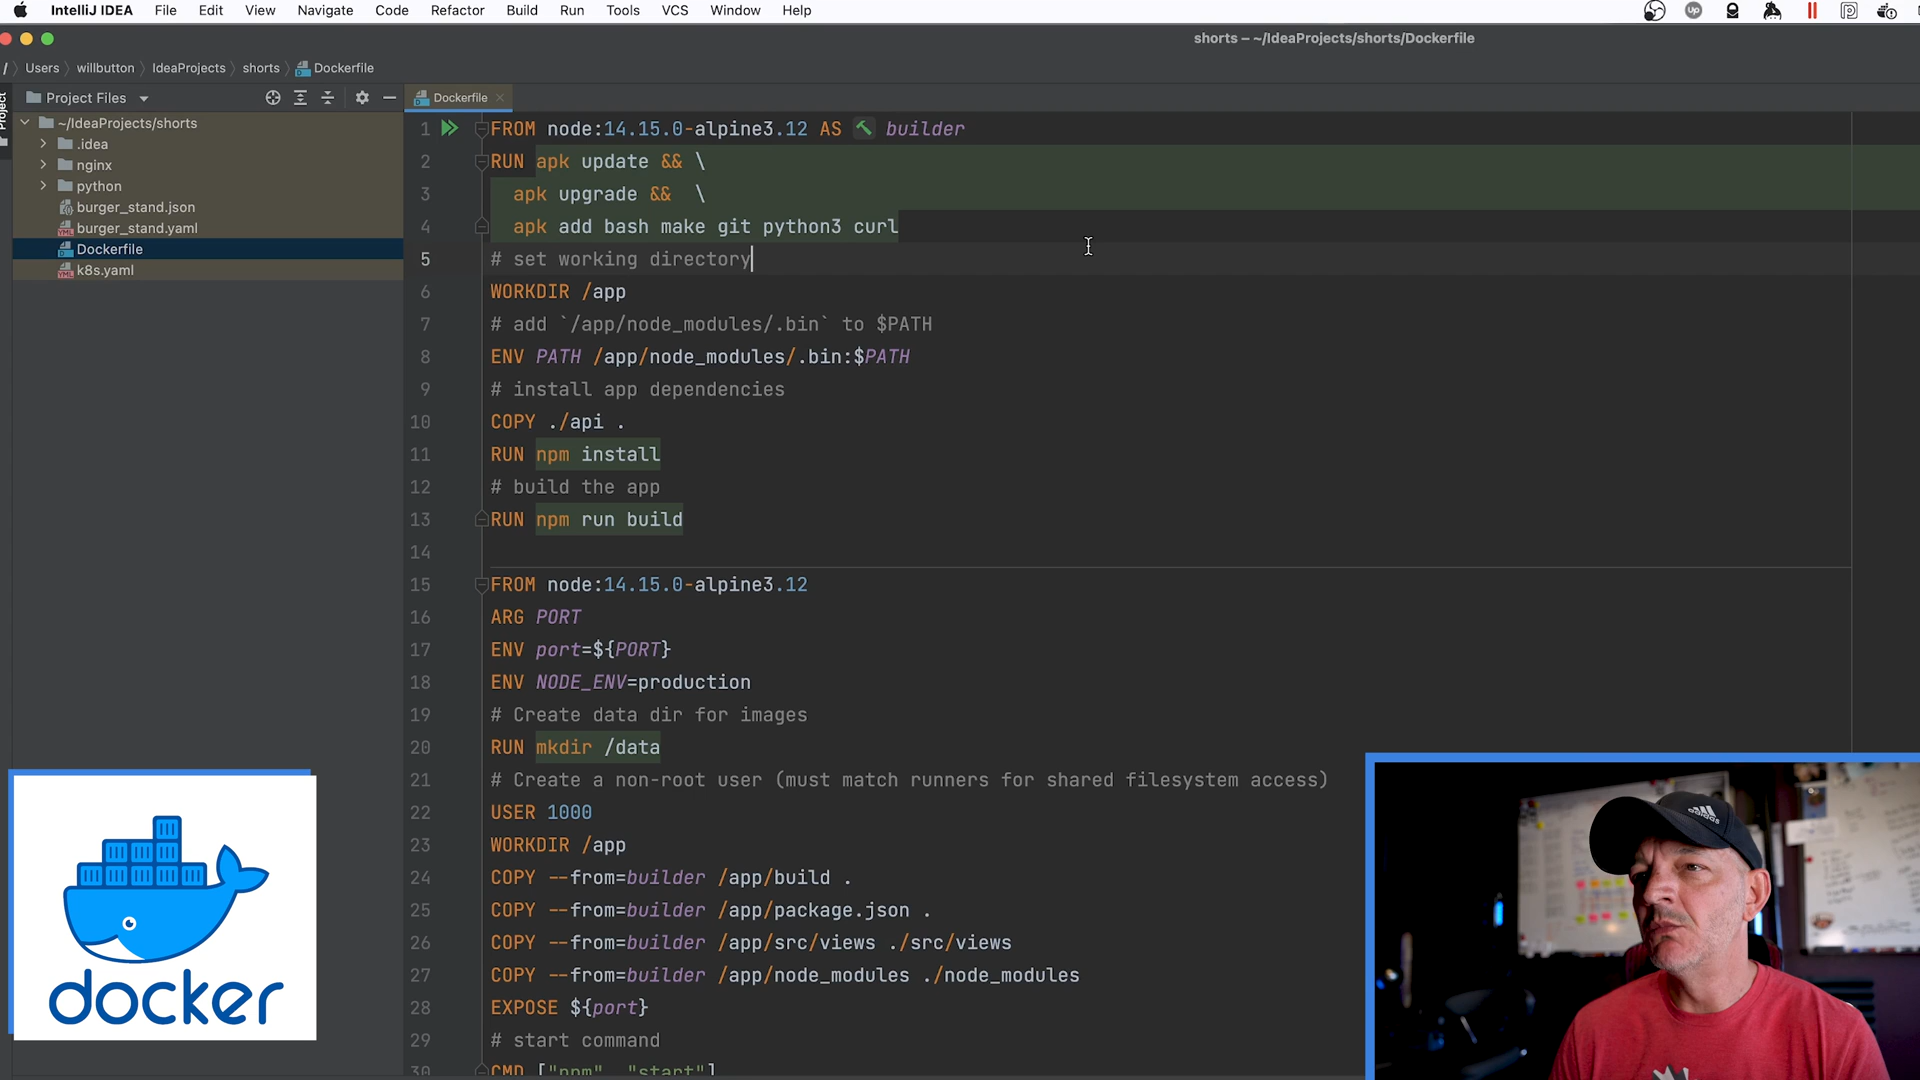 IntelliJ IDEA File Edit View Navigate Code Refactor Build Run Tools VCS Window Help
shorts – ~/IdeaProjects/shorts/Dockerfile
/ Users willbutton IdeaProjects shorts Dockerfile
Project
Project Files
Dockerfile
~/IdeaProjects/shorts
.idea
nginx
python
burger_stand.json
burger_stand.yaml
Dockerfile
k8s.yaml
1 FROM node:14.15.0-alpine3.12 AS builder
2 RUN apk update && \
3 apk upgrade && \
4 apk add bash make git python3 curl
5 # set working directory
6 WORKDIR /app
7 # add `/app/node_modules/.bin` to $PATH
8 ENV PATH /app/node_modules/.bin:$PATH
9 # install app dependencies
10 COPY ./api .
11 RUN npm install
12 # build the app
13 RUN npm run build
14
15 FROM node:14.15.0-alpine3.12
16 ARG PORT
17 ENV port=${PORT}
18 ENV NODE_ENV=production
19 # Create data dir for images
20 RUN mkdir /data
21 # Create a non-root user (must match runners for shared filesystem access)
22 USER 1000
23 WORKDIR /app
24 COPY --from=builder /app/build .
25 COPY --from=builder /app/package.json .
26 COPY --from=builder /app/src/views ./src/views
27 COPY --from=builder /app/node_modules ./node_modules
28 EXPOSE ${port}
29 # start command
30 CMD ["npm" "start"]
docker
adidas